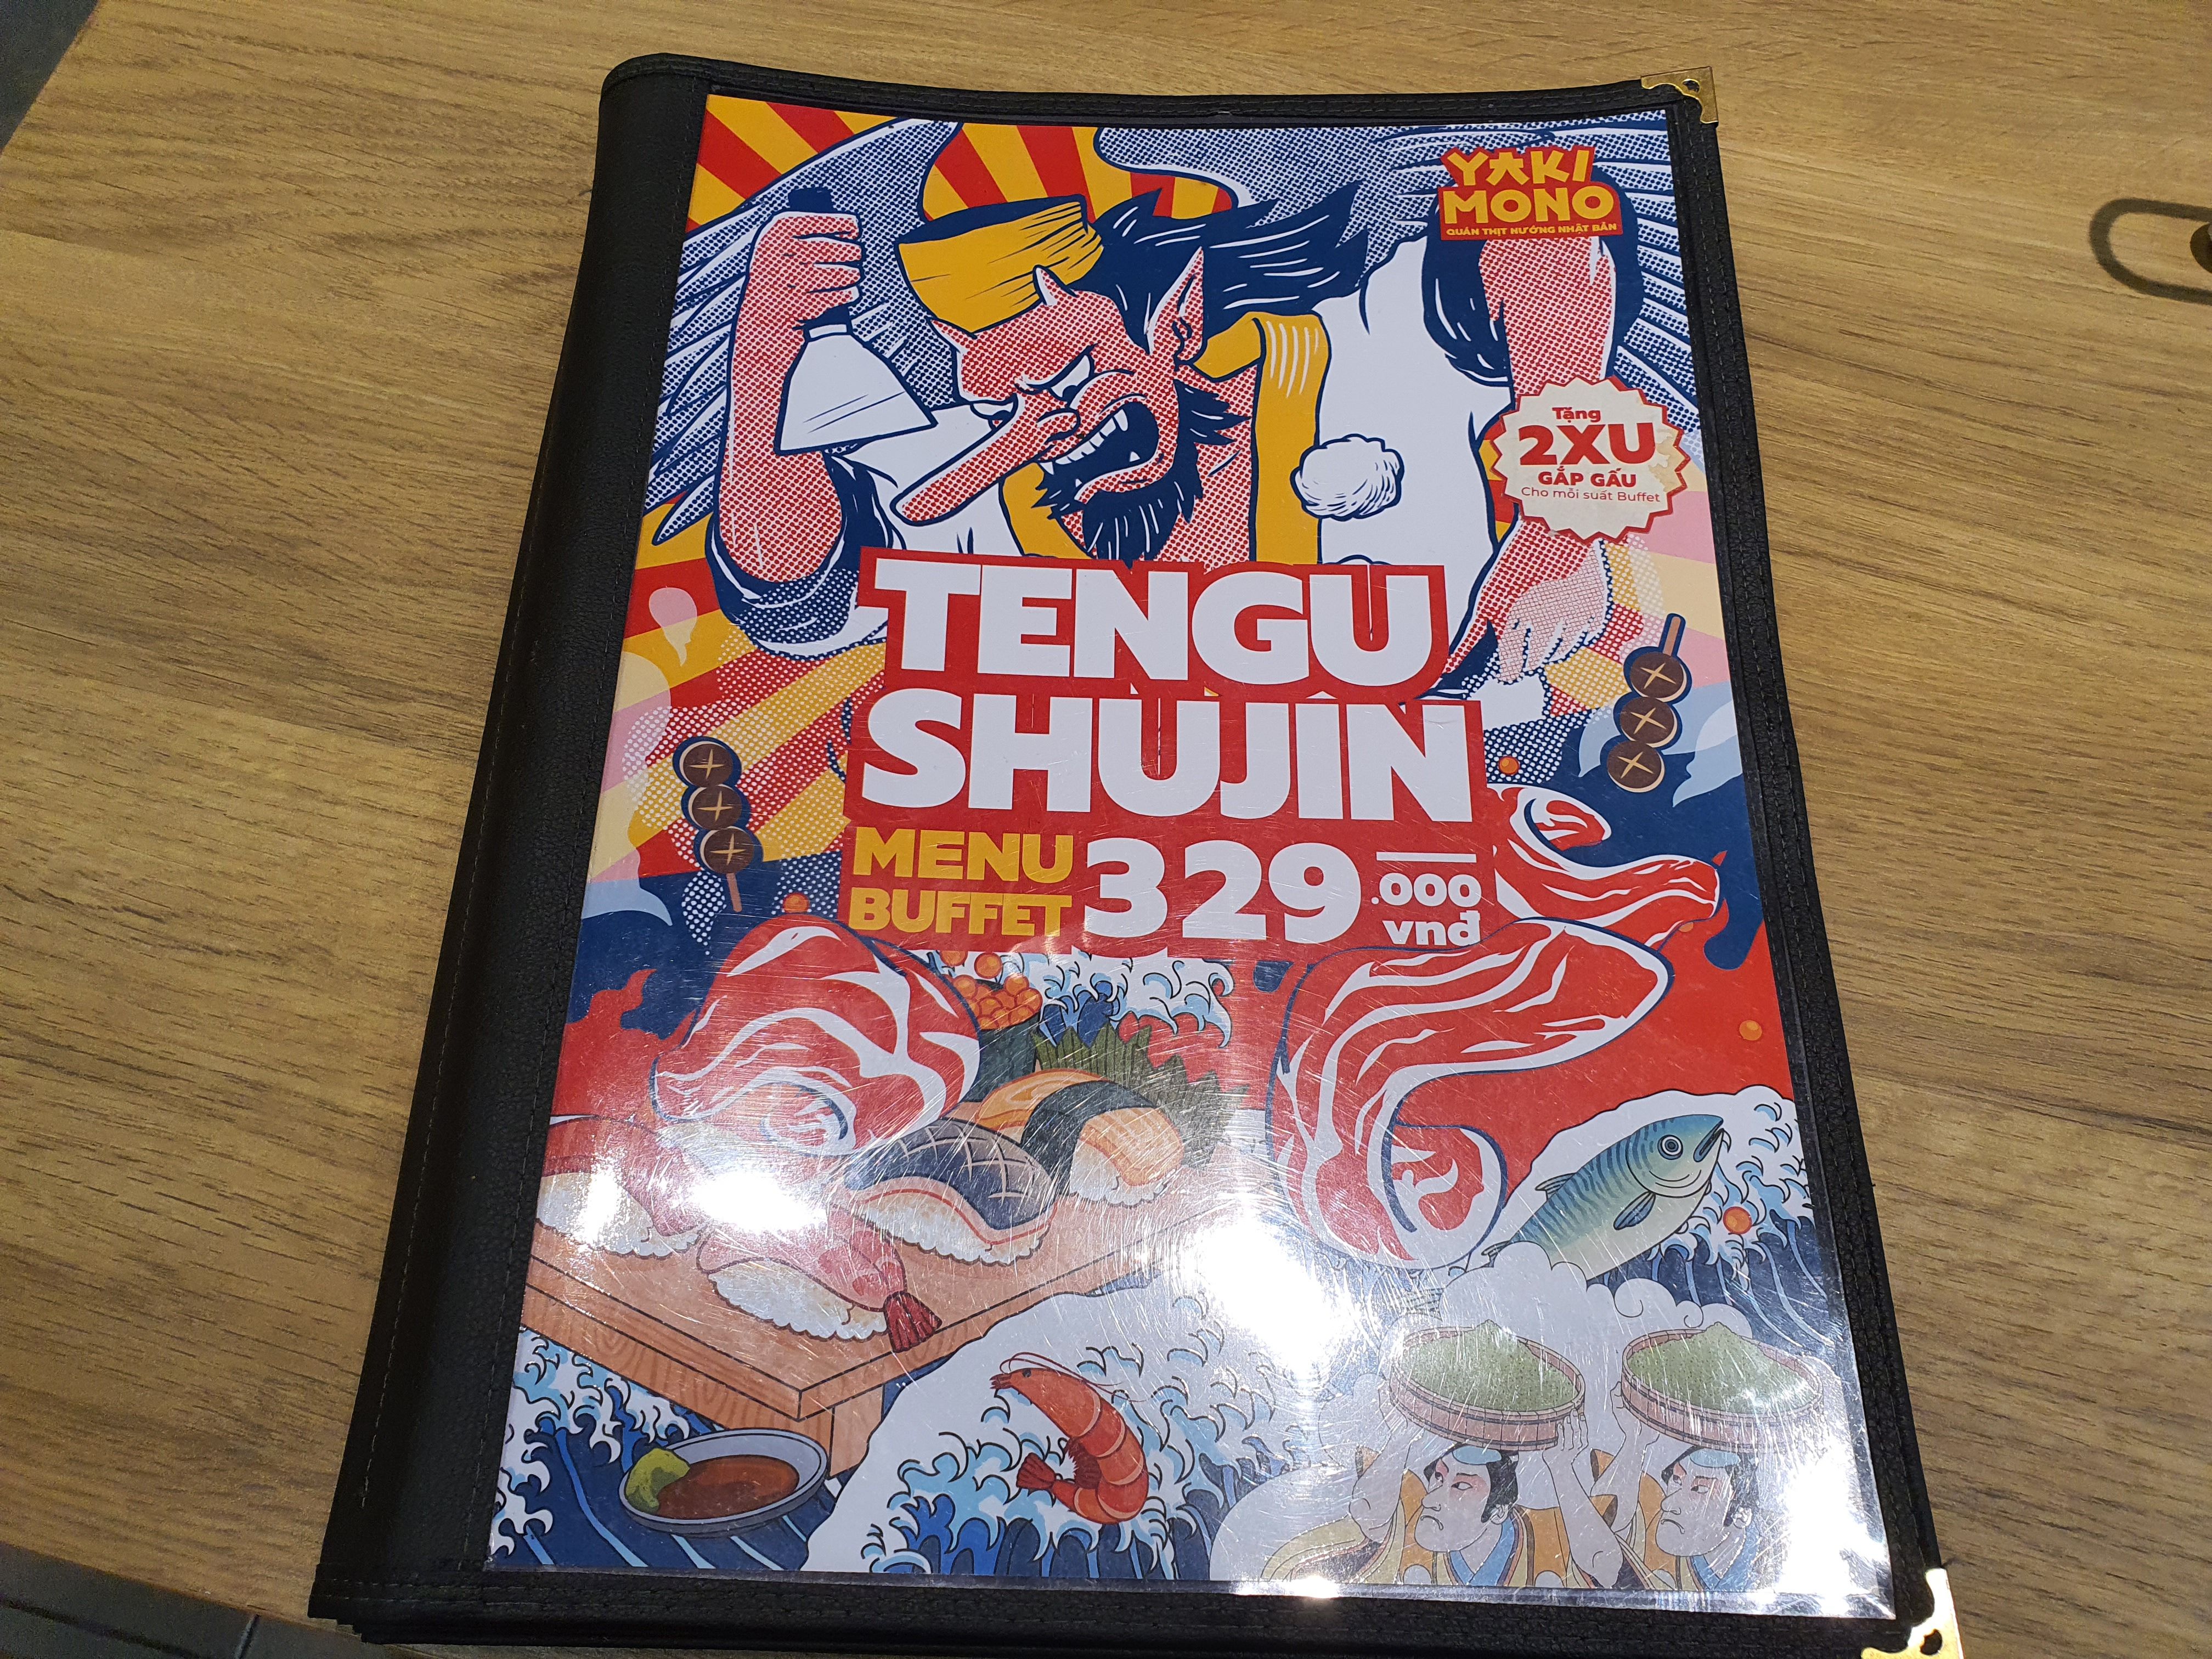 YAKI
MONO
QUÁN THỊT NƯỚNG NHẬT BẢN
Tặng
2XU
GẮP GẤU
Cho mỗi suất Buffet
TENGU
SHUJIN
MENU
BUFFET
329
.000
vnđ